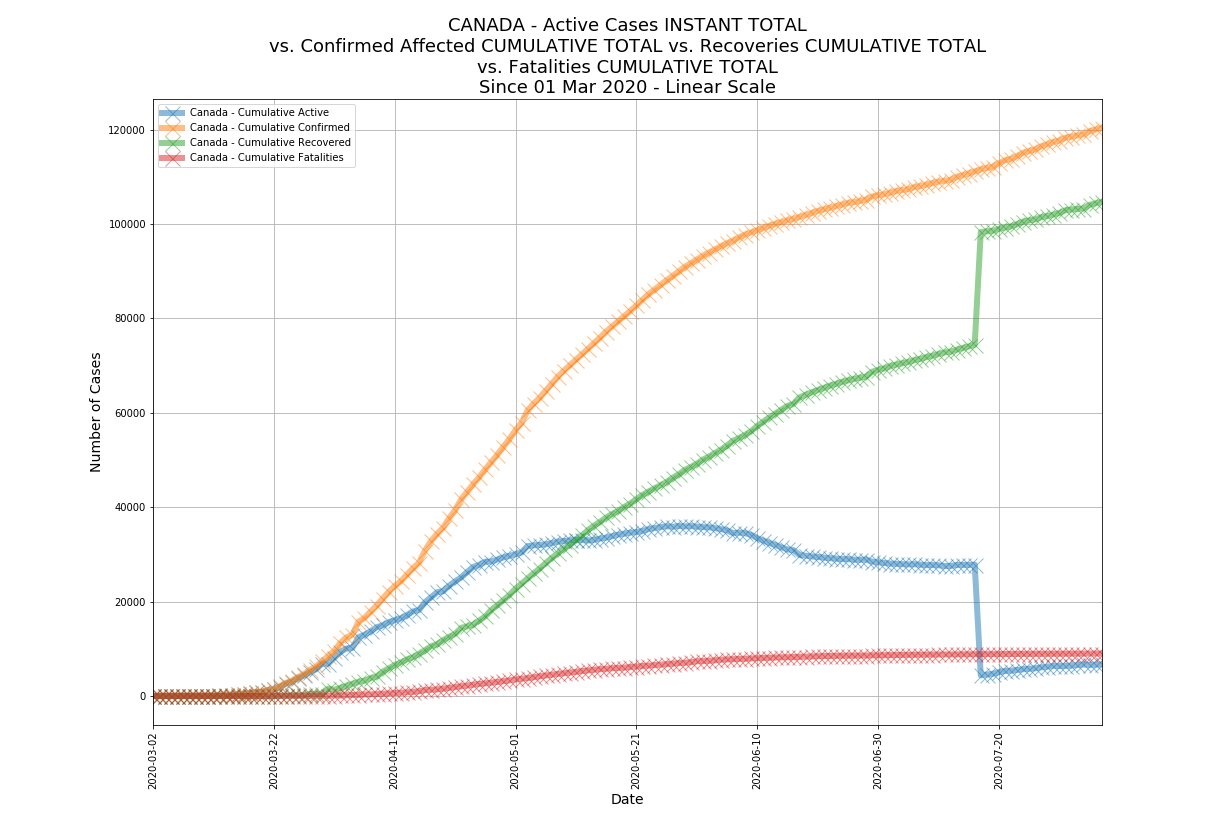 CANADA - Active Cases INSTANT TOTAL
vs. Confirmed Affected CUMULATIVE TOTAL vs. Recoveries CUMULATIVE TOTAL
vs. Fatalities CUMULATIVE TOTAL
Since 01 Mar 2020 - Linear Scale
Canada - Cumulative Active
Canada - Cumulative Confirmed
Canada - Cumulative Recovered
Canada - Cumulative Fatalities
120000
100000
80000
60000
40000
20000
0
Number of Cases
2020-03-02
2020-03-22
2020-04-11
2020-05-01
2020-05-21
2020-06-10
2020-06-30
2020-07-20
Date